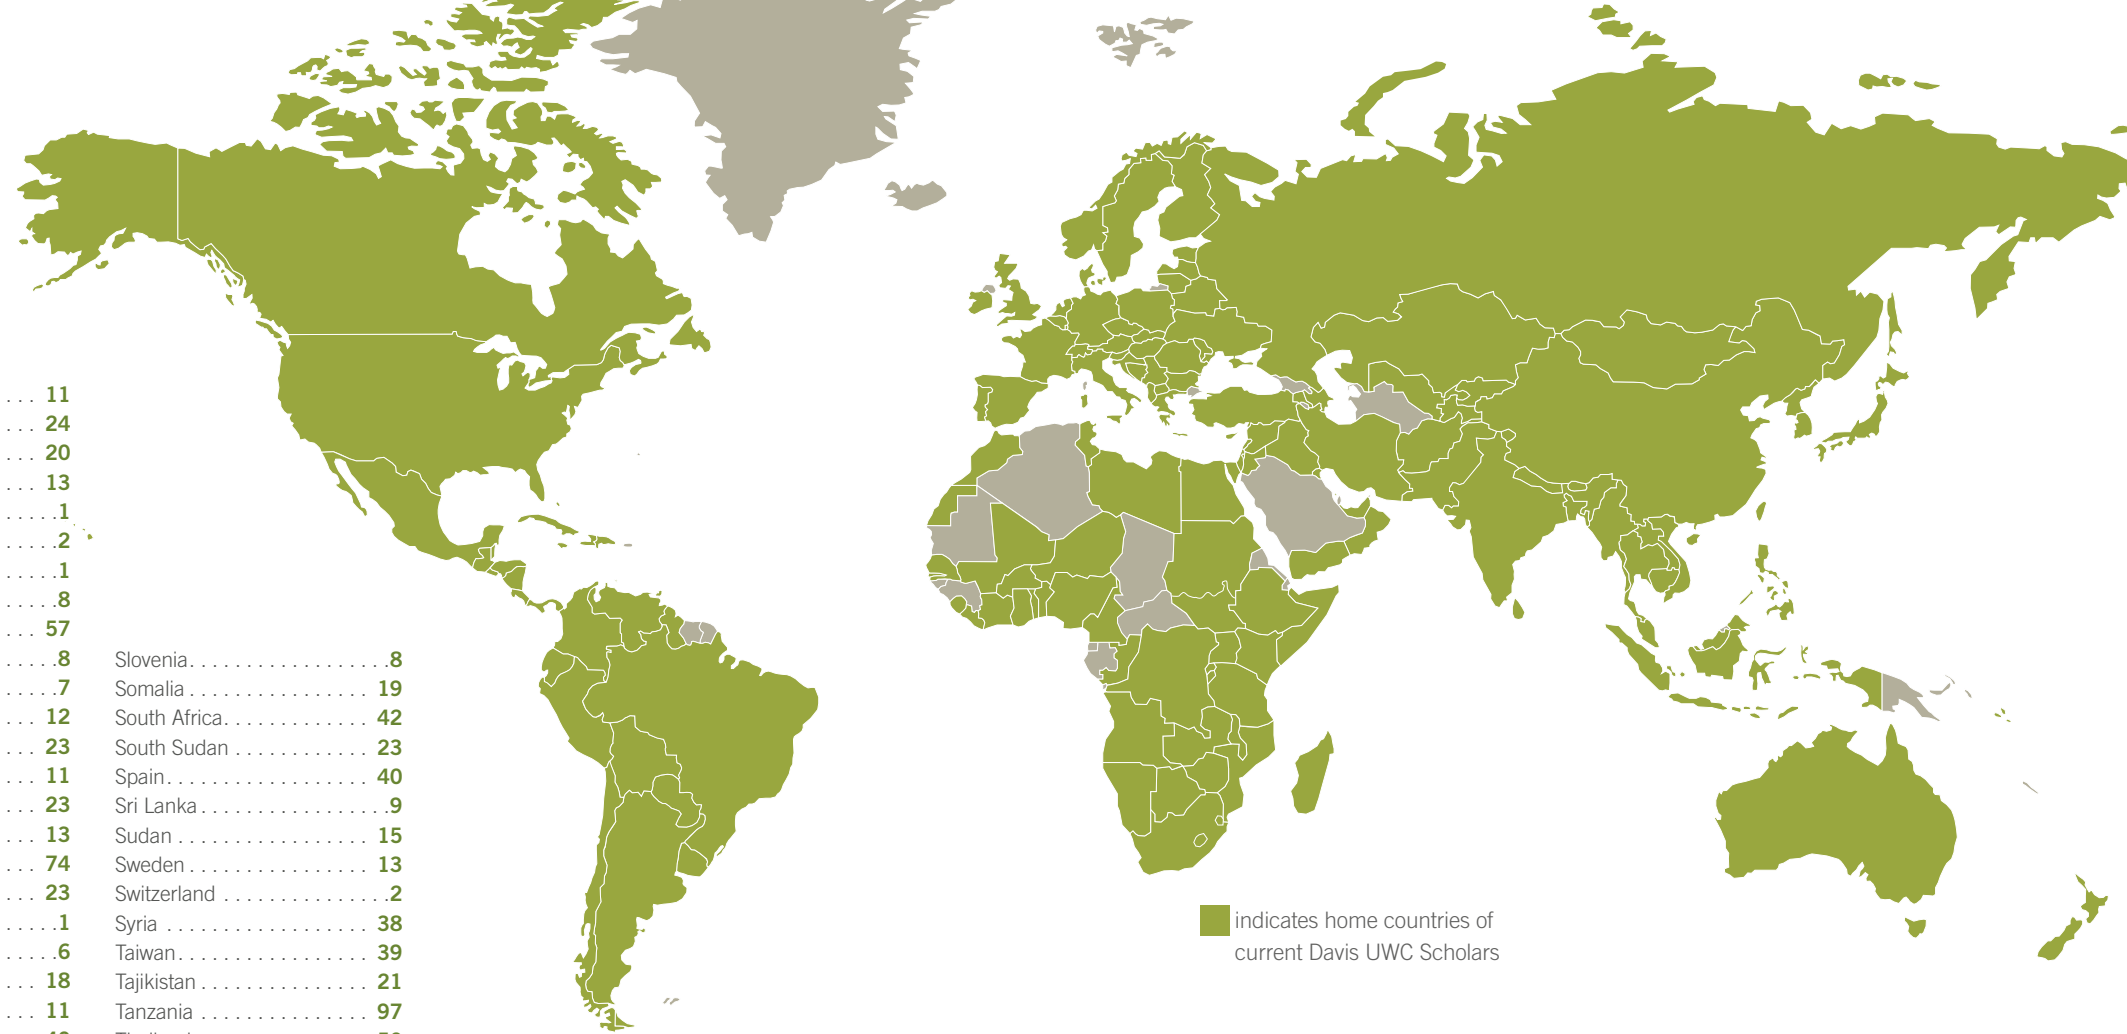 ... 11
... 24
... 20
... 13
.....1
.....2
.....1
.....8
... 57
.....8
.....7
... 12
... 23
... 11
... 23
... 13
... 74
... 23
.....1
.....6
... 18
... 11
Slovenia..................8
Somalia ................ 19
South Africa............. 42
South Sudan ............ 23
Spain.................. 40
Sri Lanka.................9
Sudan ................. 15
Sweden ................ 13
Switzerland ...............2
Syria .................. 38
Taiwan................. 39
Tajikistan ............... 21
Tanzania ............... 97
indicates home countries of
current Davis UWC Scholars